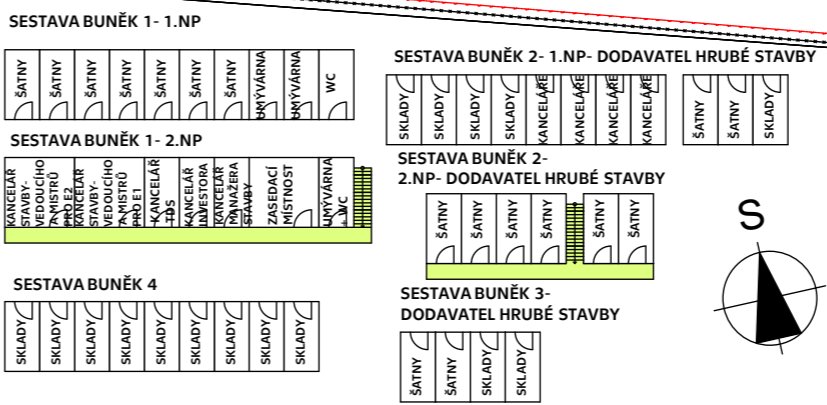 SESTAVA BUNĚK 1- 1.NP
ŠATNY
ŠATNY
ŠATNY
ŠATNY
ŠATNY
ŠATNY
ŠATNY
UMÝVÁRNA
UMÝVÁRNA
WC
SESTAVA BUNĚK 1- 2.NP
KANCELÁŘ
STAVBY-
VEDOUCÍHO
A MISTRŮ
PRO E2
KANCELÁŘ
STAVBY-
VEDOUCÍHO
A MISTRŮ
PRO E1
KANCELÁŘ
TDS
KANCELÁŘ
INVESTORA
KANCELÁŘ
MANAŽERA
STAVBY
ZASEDACÍ
MÍSTNOST
UMÝVÁRNA
+ WC
SESTAVA BUNĚK 4
SKLADY
SKLADY
SKLADY
SKLADY
SKLADY
SKLADY
SKLADY
SKLADY
SKLADY
SESTAVA BUNĚK 2- 1.NP- DODAVATEL HRUBÉ STAVBY
SKLADY
SKLADY
SKLADY
SKLADY
KANCELÁŘE
KANCELÁŘE
KANCELÁŘE
KANCELÁŘE
ŠATNY
ŠATNY
SKLADY
SESTAVA BUNĚK 2-
2.NP- DODAVATEL HRUBÉ STAVBY
ŠATNY
ŠATNY
ŠATNY
ŠATNY
ŠATNY
ŠATNY
SESTAVA BUNĚK 3-
DODAVATEL HRUBÉ STAVBY
ŠATNY
ŠATNY
SKLADY
SKLADY
S